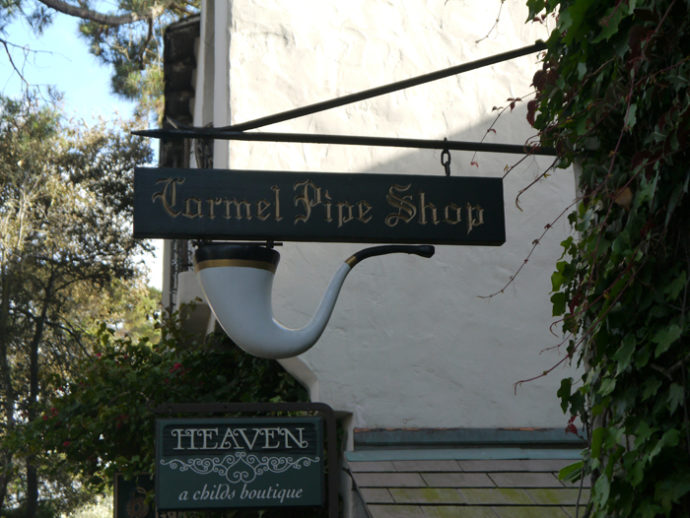 Carmel Pipe Shop
HEAVEN
a childs boutique